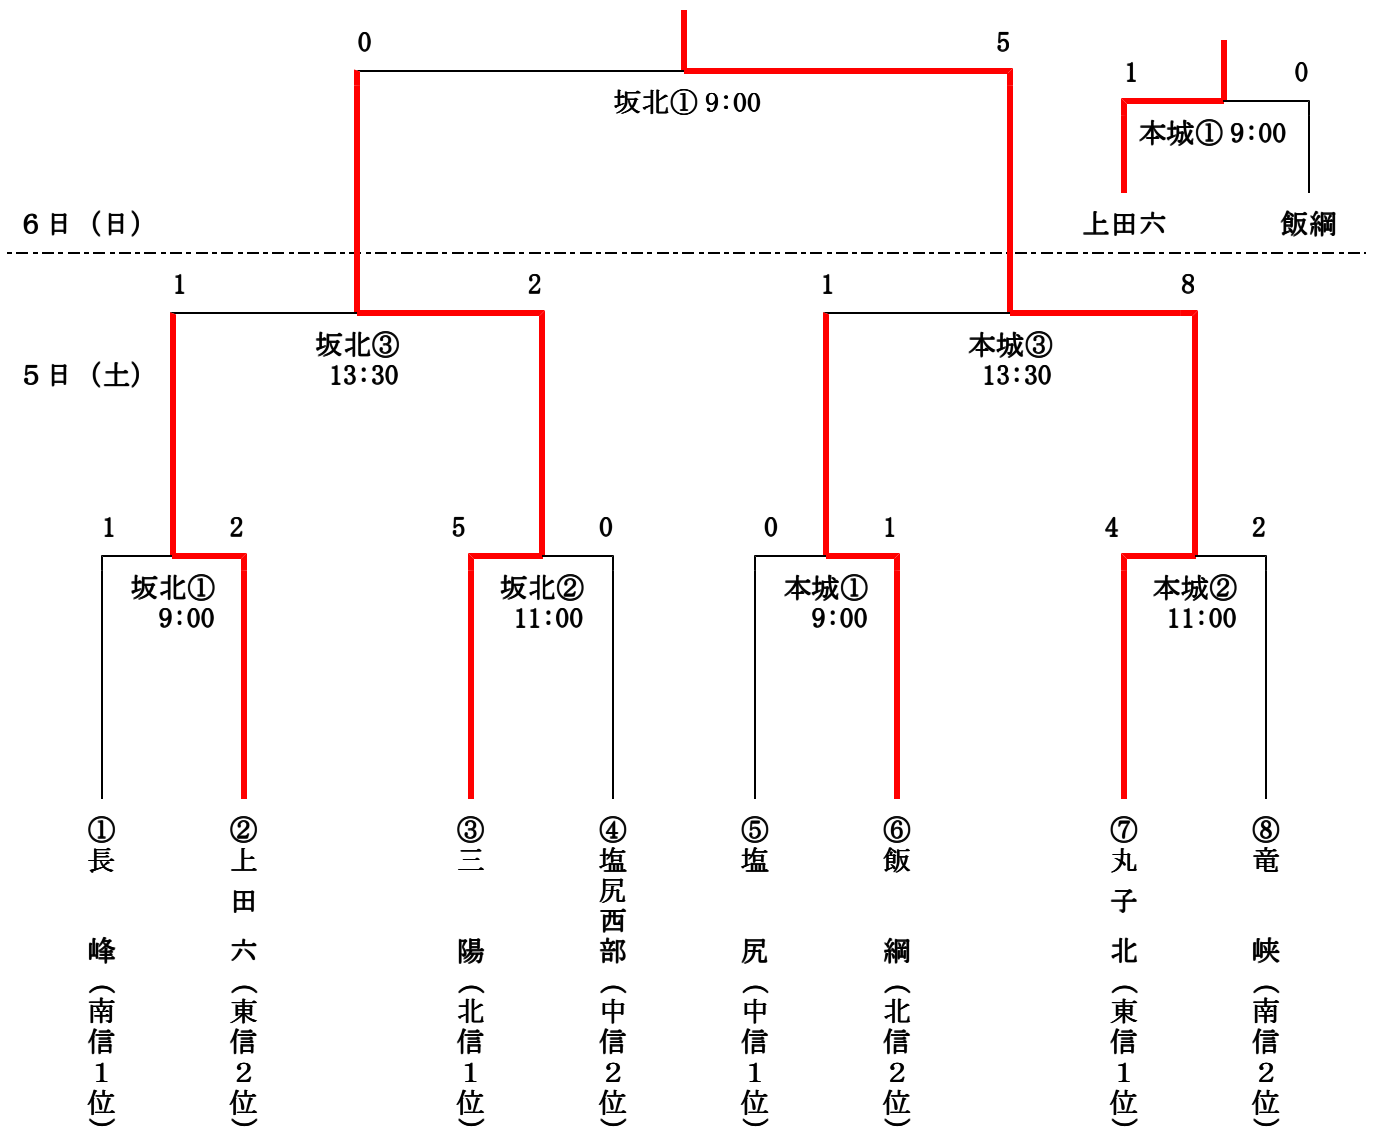 0 5
坂北① 9:00
1 0
本城① 9:00
上田六 飯綱
6日（日）
1 2
坂北③
13:30
1 8
本城③
13:30
5日（土）
1 2
坂北①
9:00
5 0
坂北②
11:00
0 1
本城①
9:00
4 2
本城②
11:00
①長峰（南信1位）
②上田六（東信2位）
③三陽（北信1位）
④塩尻西部（中信2位）
⑤塩尻（中信1位）
⑥飯綱（北信2位）
⑦丸子北（東信1位）
⑧竜峡（南信2位）